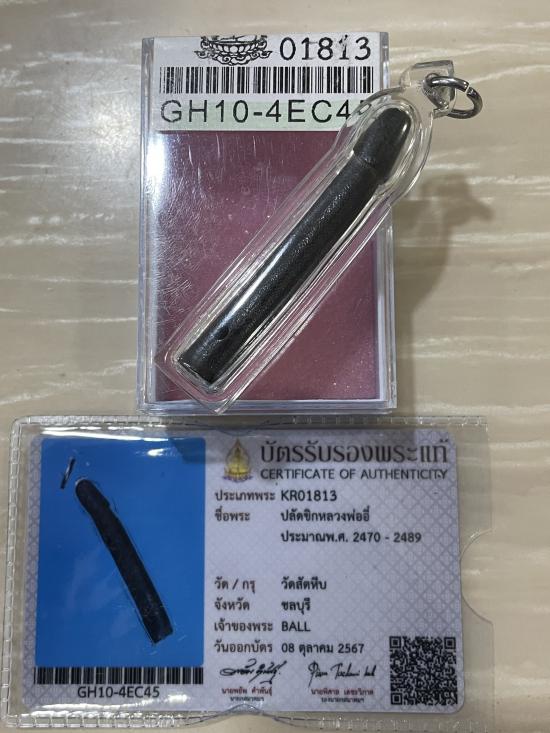 01813
GH10-4EC45
บัตรรับรองพระแท้
CERTIFICATE OF AUTHENTICITY
ประเภทพระ KR01813
ชื่อพระ ปลัดขิกหลวงพ่ออี๋
ประมาณพ.ศ. 2470 - 2489
วัด / กรุ วัดสัตหีบ
จังหวัด ชลบุรี
เจ้าของพระ BALL
วันออกบัตร 08 ตุลาคม 2567
GH10-4EC45